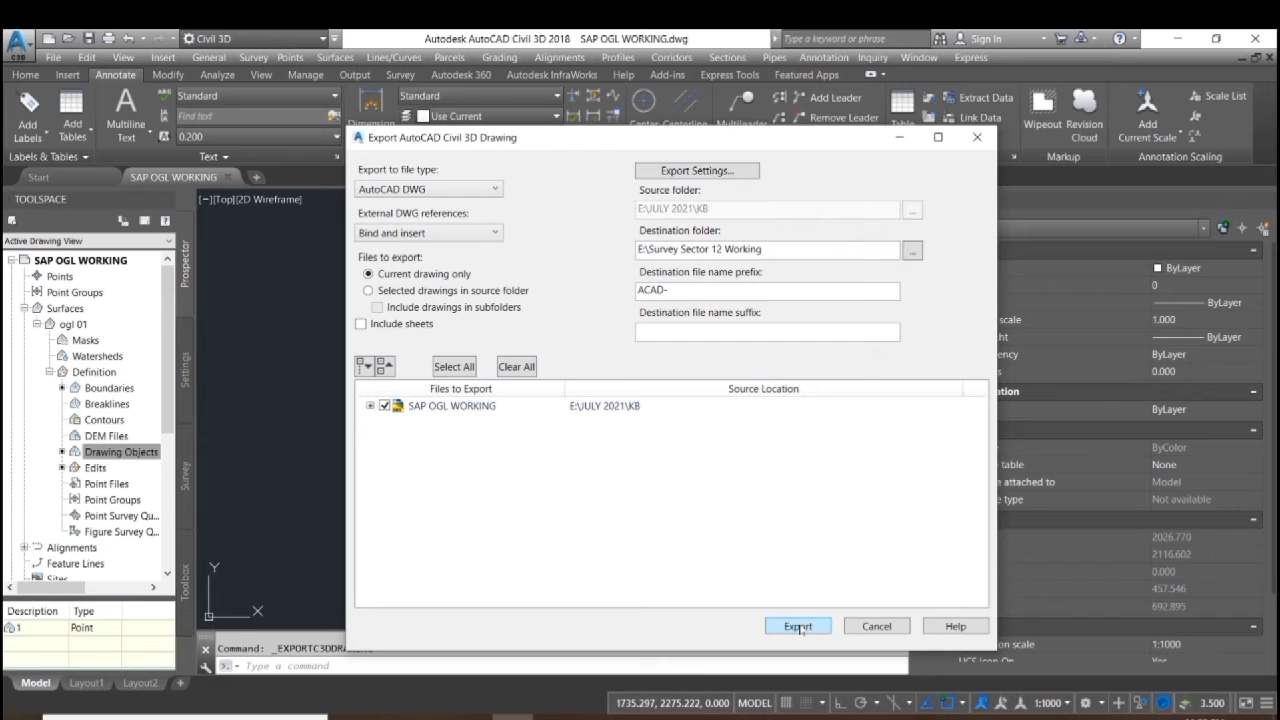 Civil 3D
Autodesk AutoCAD Civil 3D 2018 SAP OGL WORKING.dwg
Type a keyword or phrase
Sign In
C3D
File Edit View Insert General Survey Points Surfaces Lines/Curves Parcels Grading Alignments Profiles Corridors Sections Pipes Annotation Inquiry Window Express
Home Insert Annotate Modify Analyze View Manage Output Survey Autodesk 360 Autodesk InfraWorks Help Add-ins Express Tools Featured Apps
Add Labels
Add Tables
Multiline Text
Standard
Find text
0.200
Standard
Use Current
Add Leader
Remove Leader
Extract Data
Link Data
Wipeout
Revision Cloud
Add Current Scale
Scale List
Labels & Tables
Text
Markup
Annotation Scaling
Start
SAP OGL WORKING
TOOLSPACE
Active Drawing View
SAP OGL WORKING
Points
Point Groups
Surfaces
ogl 01
Masks
Watersheds
Definition
Boundaries
Breaklines
Contours
DEM Files
Drawing Objects
Edits
Point Files
Point Groups
Point Survey Qu...
Figure Survey Q...
Alignments
Feature Lines
Sites
Description Type
1 Point
Prospector
Settings
Survey
Toolbox
[−][Top][2D Wireframe]
Y
X
Export AutoCAD Civil 3D Drawing
Export to file type:
AutoCAD DWG
External DWG references:
Bind and insert
Files to export:
Current drawing only
Selected drawings in source folder
Include drawings in subfolders
Include sheets
Export Settings...
Source folder:
E:\JULY 2021\KB
...
Destination folder:
E:\Survey Sector 12 Working
...
Destination file name prefix:
ACAD-
Destination file name suffix:
Select All
Clear All
Files to Export Source Location
SAP OGL WORKING E:\JULY 2021\KB
Export
Cancel
Help
ByLayer
0
ByLayer
1.000
ByLayer
ByLayer
0.000
ByLayer
ByColor
None
Model
Not available
2026.770
2116.602
0.000
457.546
692.895
1:1000
Yes
Command: _EXPORTC3DDRAWING
Type a command
Model Layout1 Layout2
1735.297, 2275.222, 0.000 MODEL
1:1000
3.500